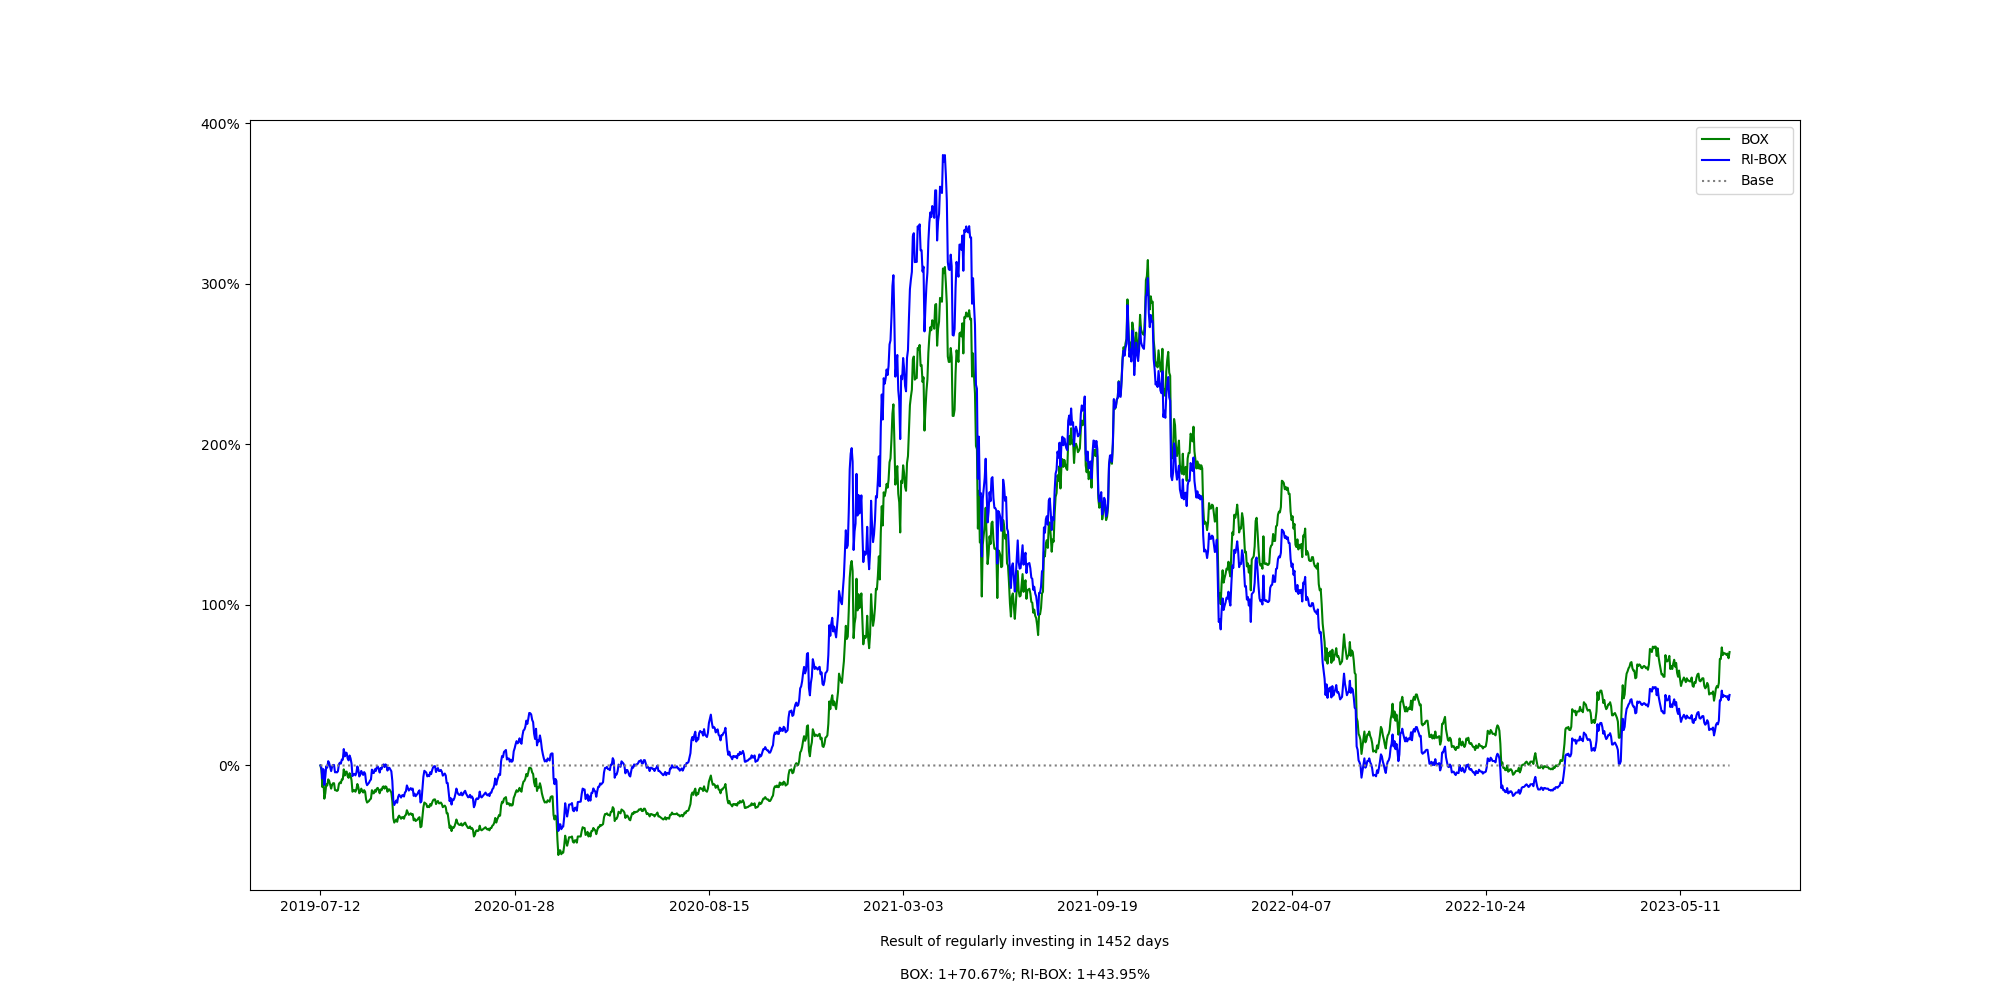 400%
300%
200%
100%
0%
BOX
RI-BOX
Base
2019-07-12 2020-01-28 2020-08-15 2021-03-03 2021-09-19 2022-04-07 2022-10-24 2023-05-11
Result of regularly investing in 1452 days
BOX: 1+70.67%; RI-BOX: 1+43.95%